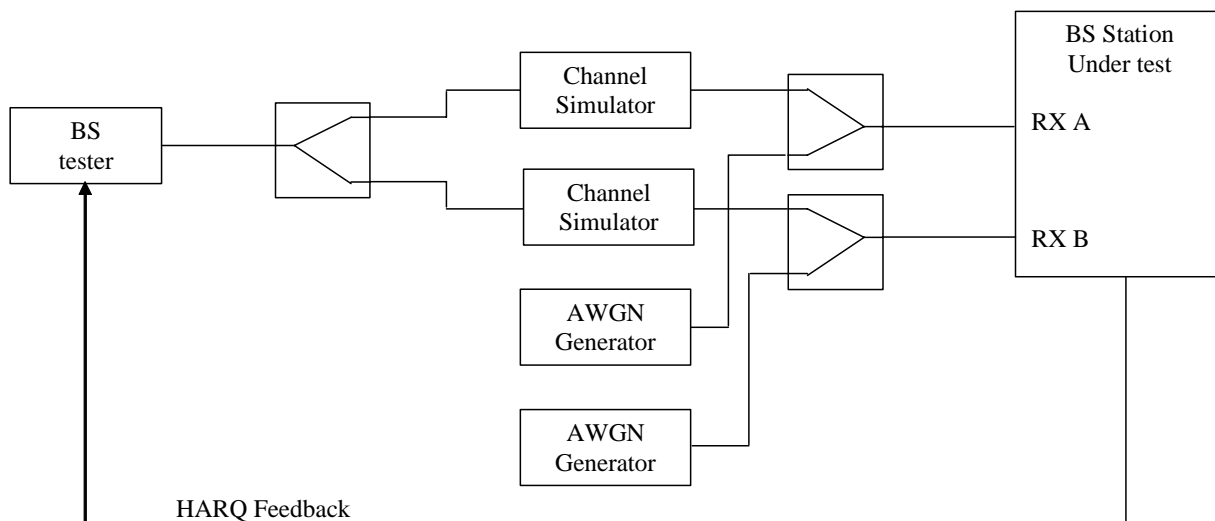 BS Station
Under test
Channel
Simulator
BS
tester
RX A
Channel
Simulator
RX B
AWGN
Generator
AWGN
Generator
HARQ Feedback